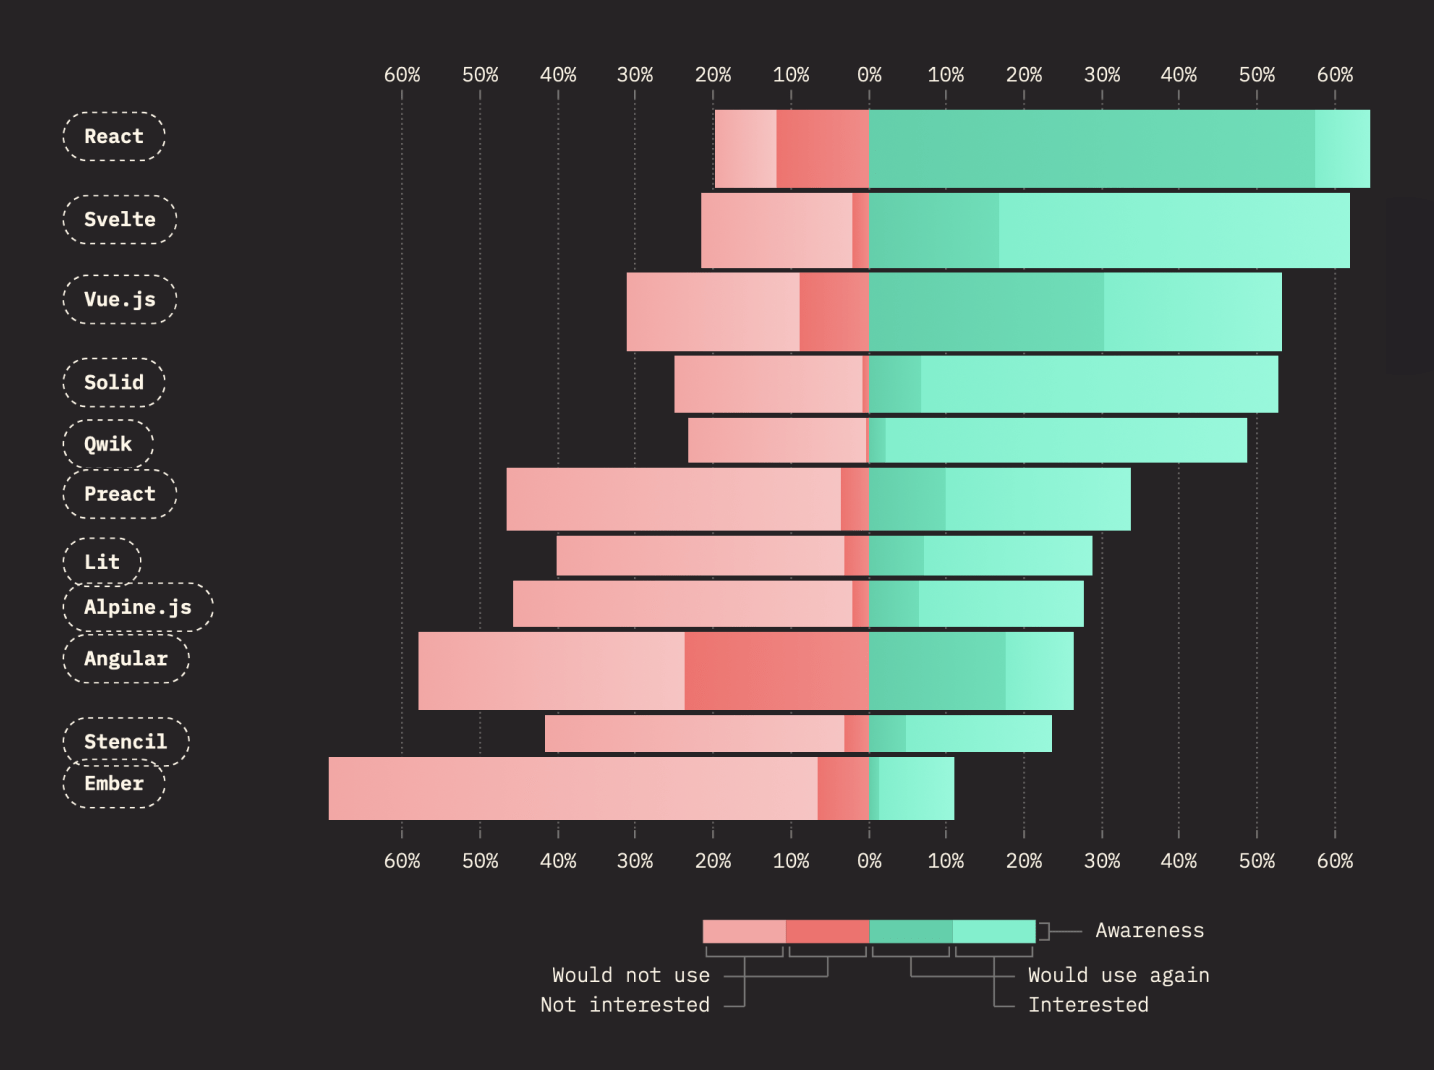 60% 50% 40% 30% 20% 10% 0% 10% 20% 30% 40% 50% 60%
React
Svelte
Vue.js
Solid
Qwik
Preact
Lit
Alpine.js
Angular
Stencil
Ember
60% 50% 40% 30% 20% 10% 0% 10% 20% 30% 40% 50% 60%
Awareness
Would not use
Would use again
Not interested
Interested